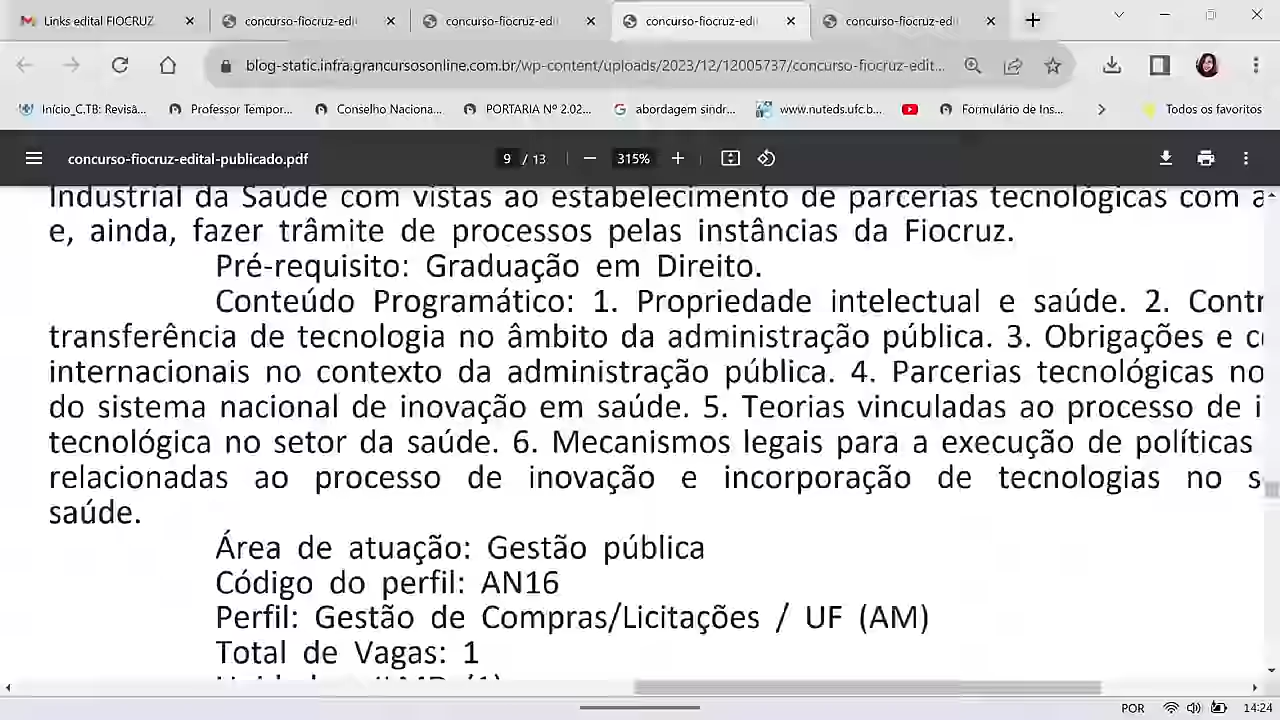 Links edital FIOCRUZ
concurso-fiocruz-edi
concurso-fiocruz-edi
concurso-fiocruz-edi
concurso-fiocruz-edi
blog-static.infra.grancursosonline.com.br/wp-content/uploads/2023/12/12005737/concurso-fiocruz-edit...
Início_C.TB: Revisã... Professor Tempor... Conselho Naciona... PORTARIA Nº 2.02... abordagem sindr... www.nuteds.ufc.b... Formulário de Ins... Todos os favoritos
concurso-fiocruz-edital-publicado.pdf 9 / 13 315%
Industrial da Saúde com vistas ao estabelecimento de parcerias tecnológicas com a
e, ainda, fazer trâmite de processos pelas instâncias da Fiocruz.
Pré-requisito: Graduação em Direito.
Conteúdo Programático: 1. Propriedade intelectual e saúde. 2. Contr
transferência de tecnologia no âmbito da administração pública. 3. Obrigações e c
internacionais no contexto da administração pública. 4. Parcerias tecnológicas no
do sistema nacional de inovação em saúde. 5. Teorias vinculadas ao processo de i
tecnológica no setor da saúde. 6. Mecanismos legais para a execução de políticas
relacionadas ao processo de inovação e incorporação de tecnologias no s
saúde.
Área de atuação: Gestão pública
Código do perfil: AN16
Perfil: Gestão de Compras/Licitações / UF (AM)
Total de Vagas: 1
POR 14:24